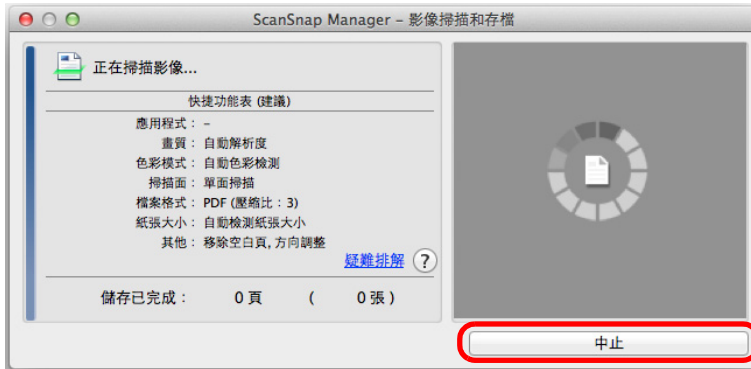 ScanSnap Manager – 影像掃描和存檔
正在掃描影像...
快捷功能表 (建議)
應用程式： –
畫質： 自動解析度
色彩模式： 自動色彩檢測
掃描面： 單面掃描
檔案格式： PDF (壓縮比：3)
紙張大小： 自動檢測紙張大小
其他： 移除空白頁, 方向調整
疑難排解 ?
儲存已完成： 0 頁 ( 0 張 )
中止